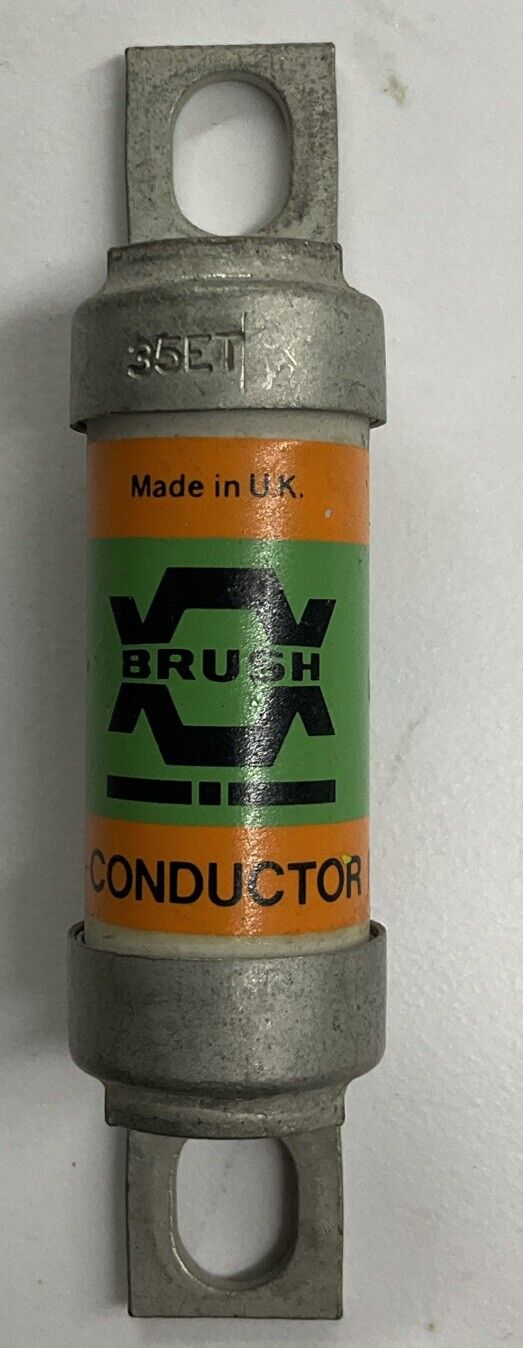 35ET
Made in U.K.
BRUSH
-CONDUCTOR